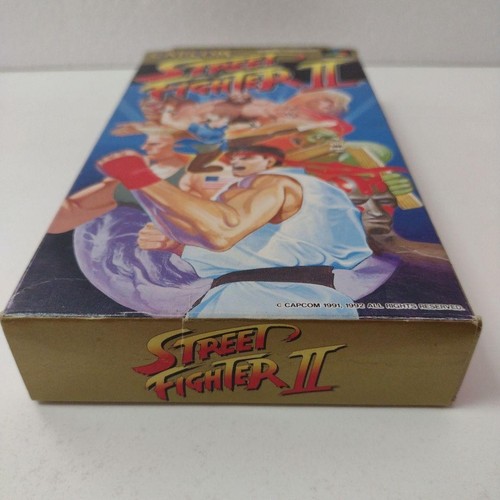 STREET
FIGHTER II
© CAPCOM 1991, 1992 ALL RIGHTS RESERVED.
STREET
FIGHTER II